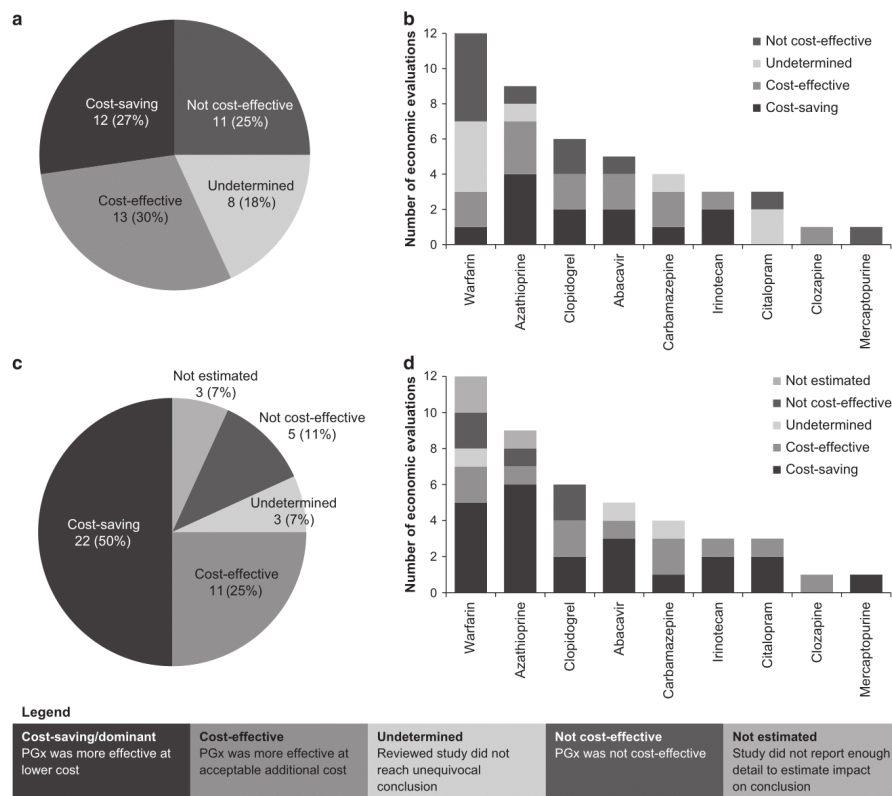 a
Cost-saving
12 (27%)
Not cost-effective
11 (25%)
Undetermined
8 (18%)
Cost-effective
13 (30%)
b
Number of economic evaluations
12
10
8
6
4
2
0
Not cost-effective
Undetermined
Cost-effective
Cost-saving
Warfarin
Azathioprine
Clopidogrel
Abacavir
Carbamazepine
Irinotecan
Citalopram
Clozapine
Mercaptopurine
c
Not estimated
3 (7%)
Not cost-effective
5 (11%)
Undetermined
3 (7%)
Cost-saving
22 (50%)
Cost-effective
11 (25%)
d
Number of economic evaluations
12
10
8
6
4
2
0
Not estimated
Not cost-effective
Undetermined
Cost-effective
Cost-saving
Warfarin
Azathioprine
Clopidogrel
Abacavir
Carbamazepine
Irinotecan
Citalopram
Clozapine
Mercaptopurine
Legend
Cost-saving/dominant
PGx was more effective at
lower cost
Cost-effective
PGx was more effective at
acceptable additional cost
Undetermined
Reviewed study did not
reach unequivocal
conclusion
Not cost-effective
PGx was not cost-effective
Not estimated
Study did not report enough
detail to estimate impact
on conclusion